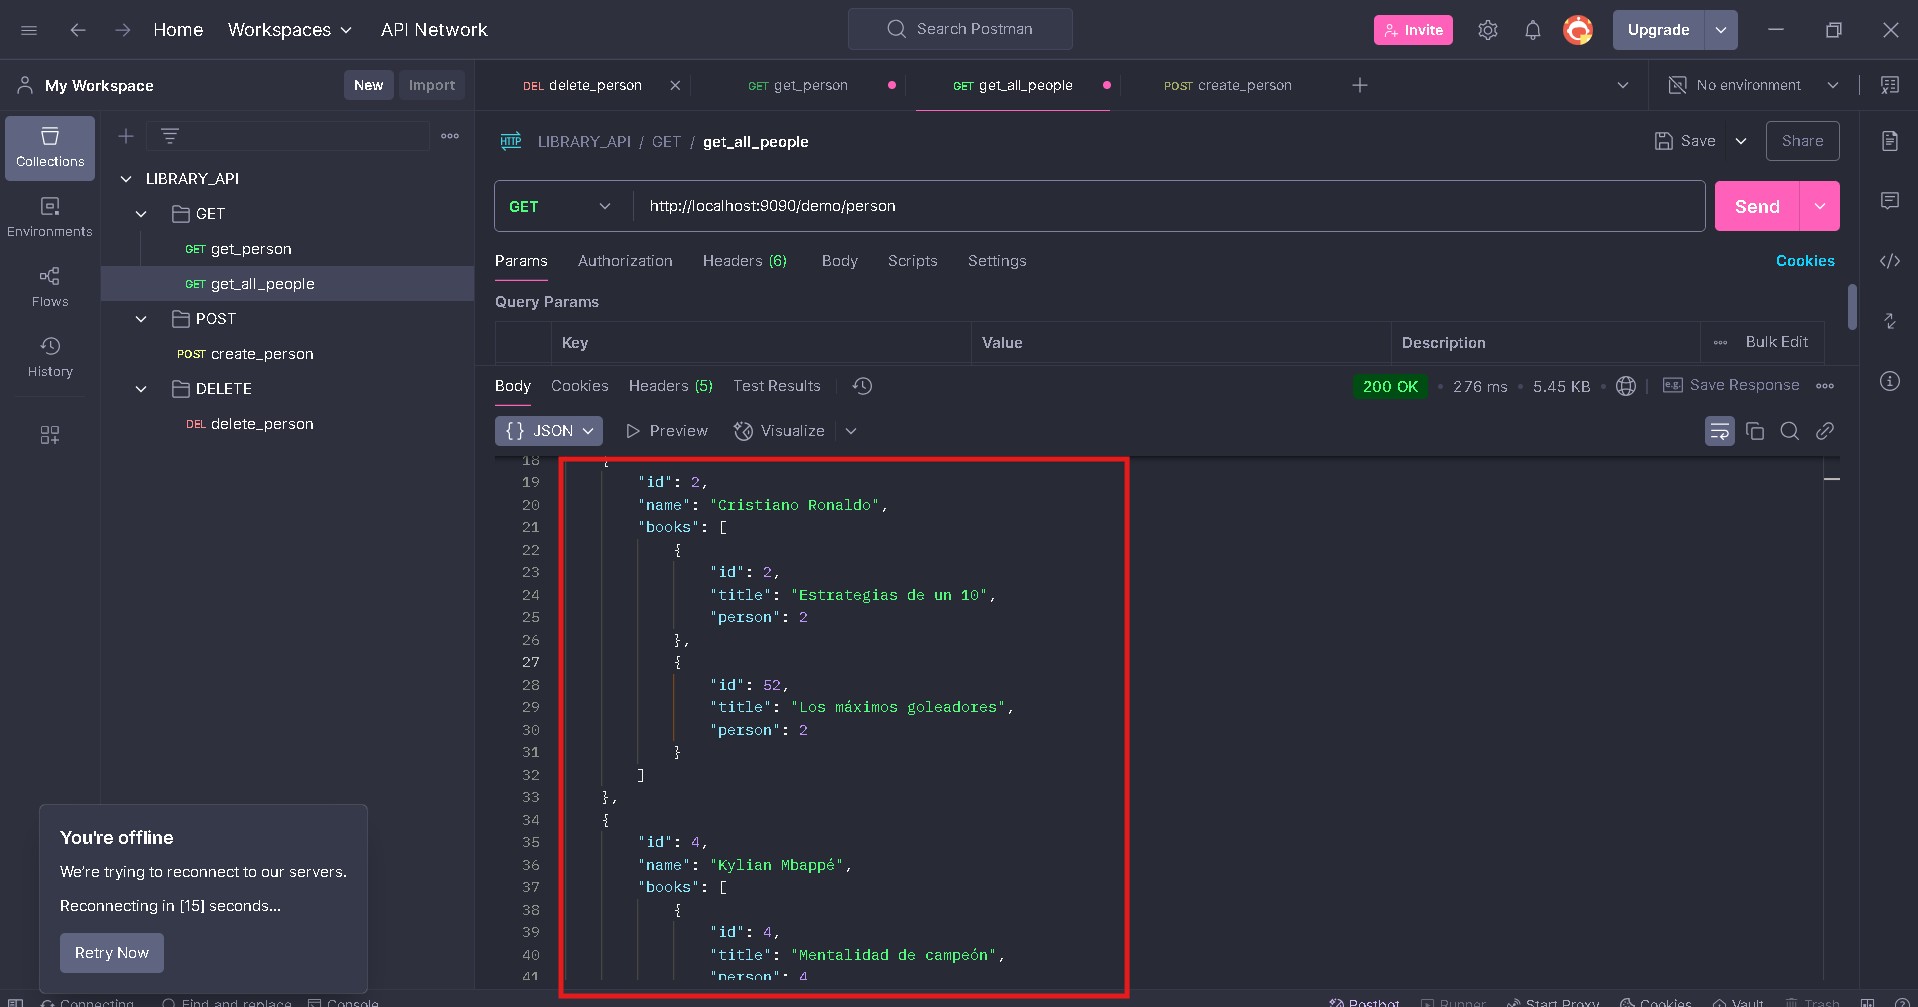 Home Workspaces API Network Search Postman Invite Upgrade
My Workspace New Import DEL delete_person GET get_person GET get_all_people POST create_person No environment
Collections
Environments
Flows
History
LIBRARY_API
GET
GET get_person
GET get_all_people
POST
POST create_person
DELETE
DEL delete_person
HTTP LIBRARY_API / GET / get_all_people Save Share
GET http://localhost:9090/demo/person Send
Params Authorization Headers (6) Body Scripts Settings Cookies
Query Params
Key Value Description Bulk Edit
Body Cookies Headers (5) Test Results 200 OK 276 ms 5.45 KB e.g. Save Response
{} JSON Preview Visualize
18 {
19 "id": 2,
20 "name": "Cristiano Ronaldo",
21 "books": [
22 {
23 "id": 2,
24 "title": "Estrategias de un 10",
25 "person": 2
26 },
27 {
28 "id": 52,
29 "title": "Los máximos goleadores",
30 "person": 2
31 }
32 ]
33 },
34 {
35 "id": 4,
36 "name": "Kylian Mbappé",
37 "books": [
38 {
39 "id": 4,
40 "title": "Mentalidad de campeón",
41 "person": 4
You're offline
We're trying to reconnect to our servers.
Reconnecting in [15] seconds...
Retry Now
Connecting Find and replace Console Postbot Runner Start Proxy Cookies Vault Trash